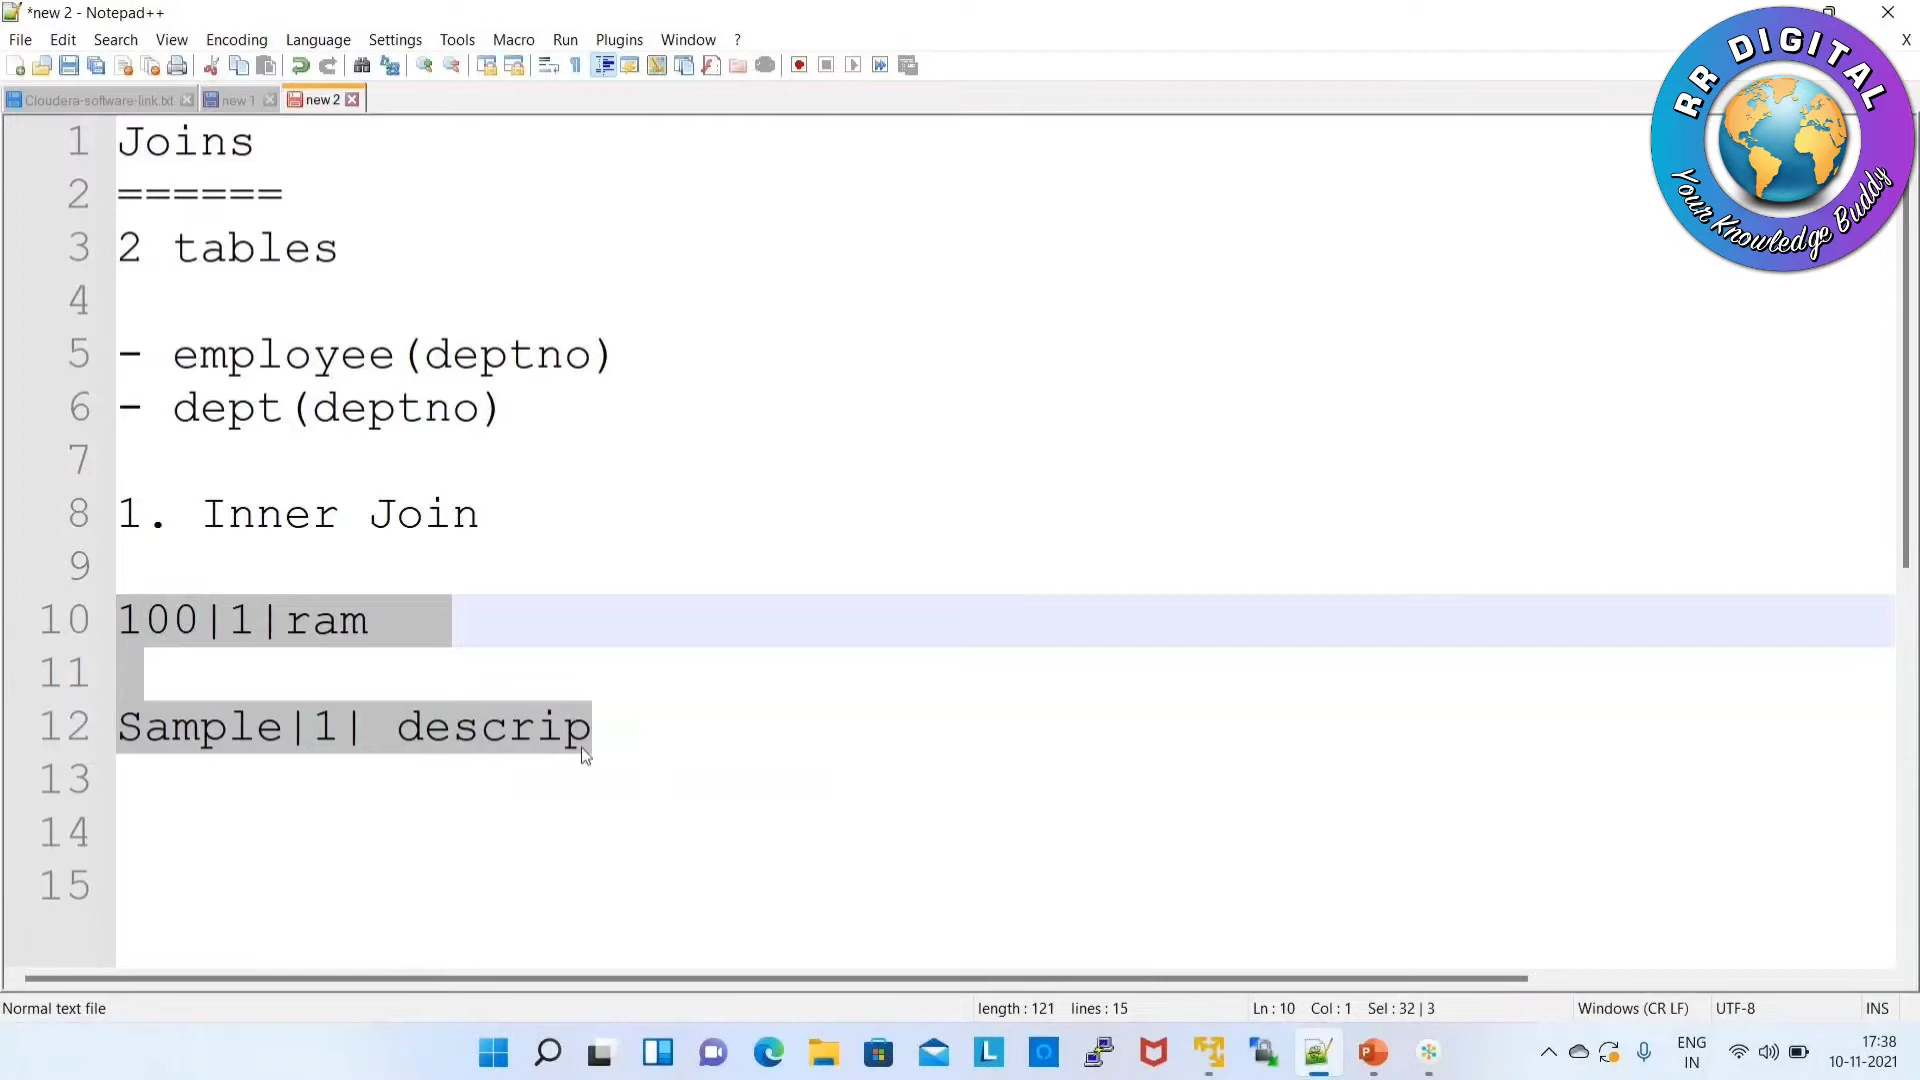 *new 2 - Notepad++
File Edit Search View Encoding Language Settings Tools Macro Run Plugins Window ?
X
Cloudera-software-link.txt new 1 new 2
RR DIGITAL
Your Knowledge Buddy
1 Joins
2 ======
3 2 tables
4
5 - employee(deptno)
6 - dept(deptno)
7
8 1. Inner Join
9
10 100|1|ram
11
12 Sample|1| descrip
13
14
15
Normal text file length : 121 lines : 15 Ln : 10 Col : 1 Sel : 32 | 3 Windows (CR LF) UTF-8 INS
L
ENG
IN
17:38
10-11-2021